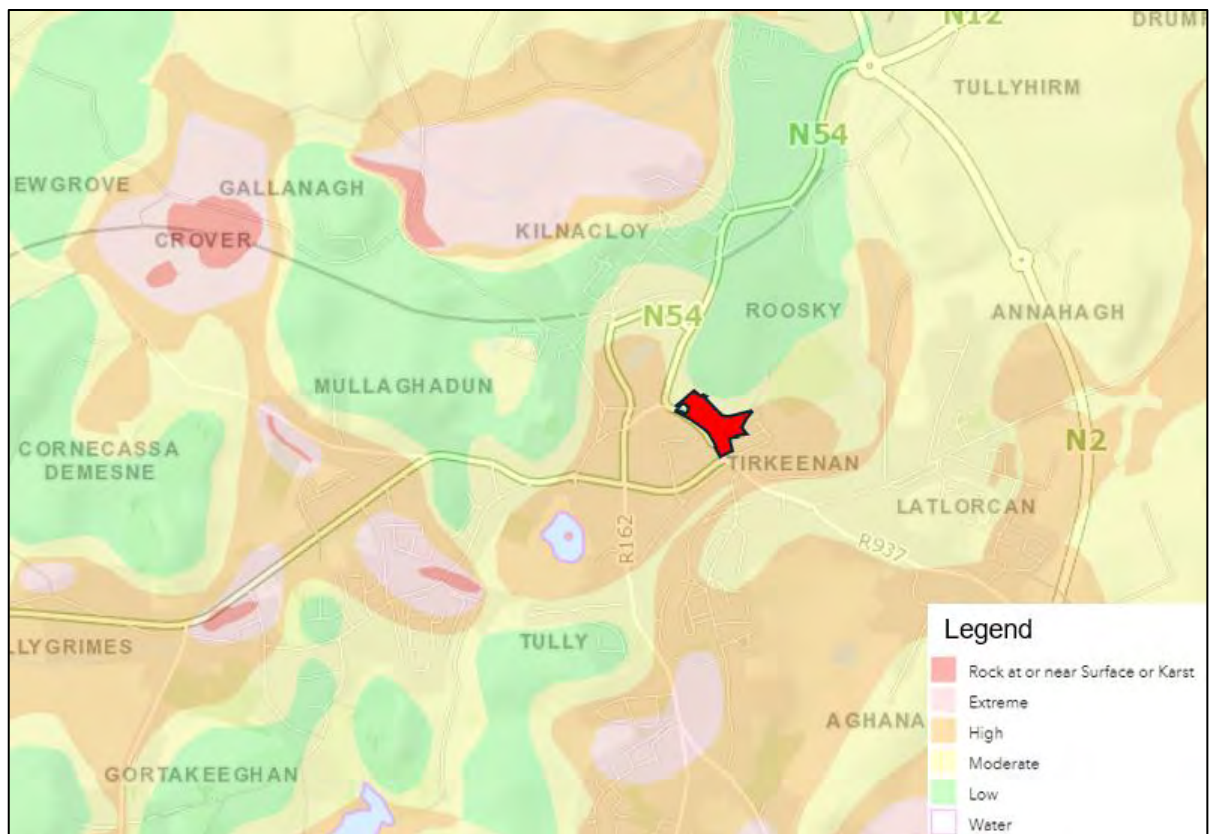 N12
DRUMF
TULLYHIRM
N54
EWGROVE
GALLANAGH
CROVER
KILNACLOY
N54
ROOSKY
ANNAHAGH
MULLAGHADUN
CORNECASSA
DEMESNE
N2
TIRKEENAN
LATLORCAN
R162
R937
LLYGRIMES
TULLY
AGHANA
GORTAKEEGHAN
Legend
Rock at or near Surface or Karst
Extreme
High
Moderate
Low
Water